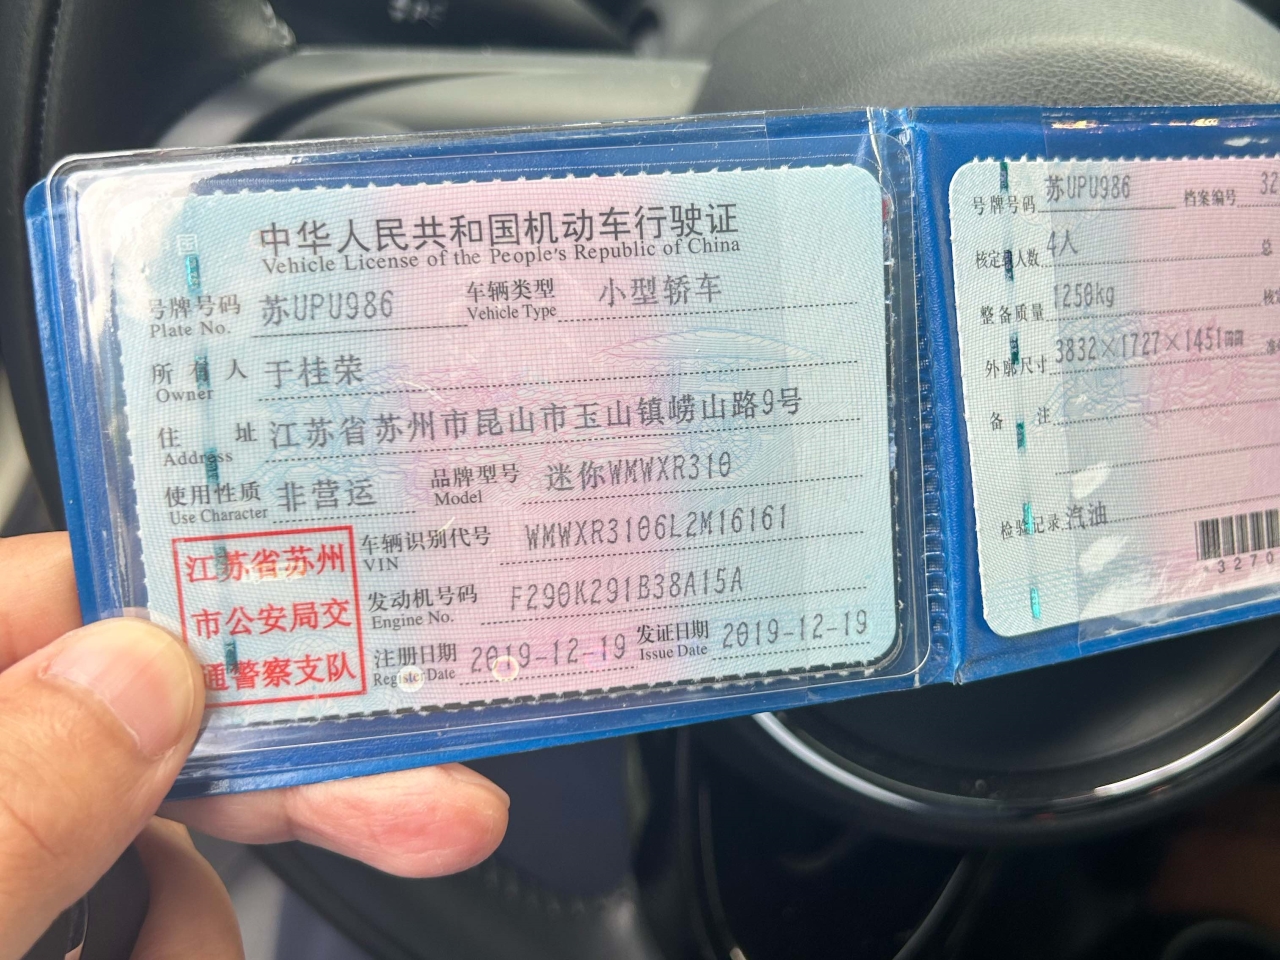 中华人民共和国机动车行驶证
Vehicle License of the People's Republic of China
号牌号码 苏UPU986 车辆类型 小型轿车
Plate No. Vehicle Type
所有人 于桂荣
Owner
住址 江苏省苏州市昆山市玉山镇崂山路9号
Address
使用性质 非营运 品牌型号 迷你WMWXR310
Use Character Model
江苏省苏州
市公安局交
通警察支队
车辆识别代号 WMWXR3106L2M16161
VIN
发动机号码 F290K291B38A15A
Engine No.
注册日期 2019-12-19 发证日期 2019-12-19
Register Date Issue Date
号牌号码 苏UPU986 档案编号 32
核定载人数 4人 总
整备质量 1250kg 核
外廓尺寸 3832×1727×1451mm 准
备注
检验记录 汽油
*3270